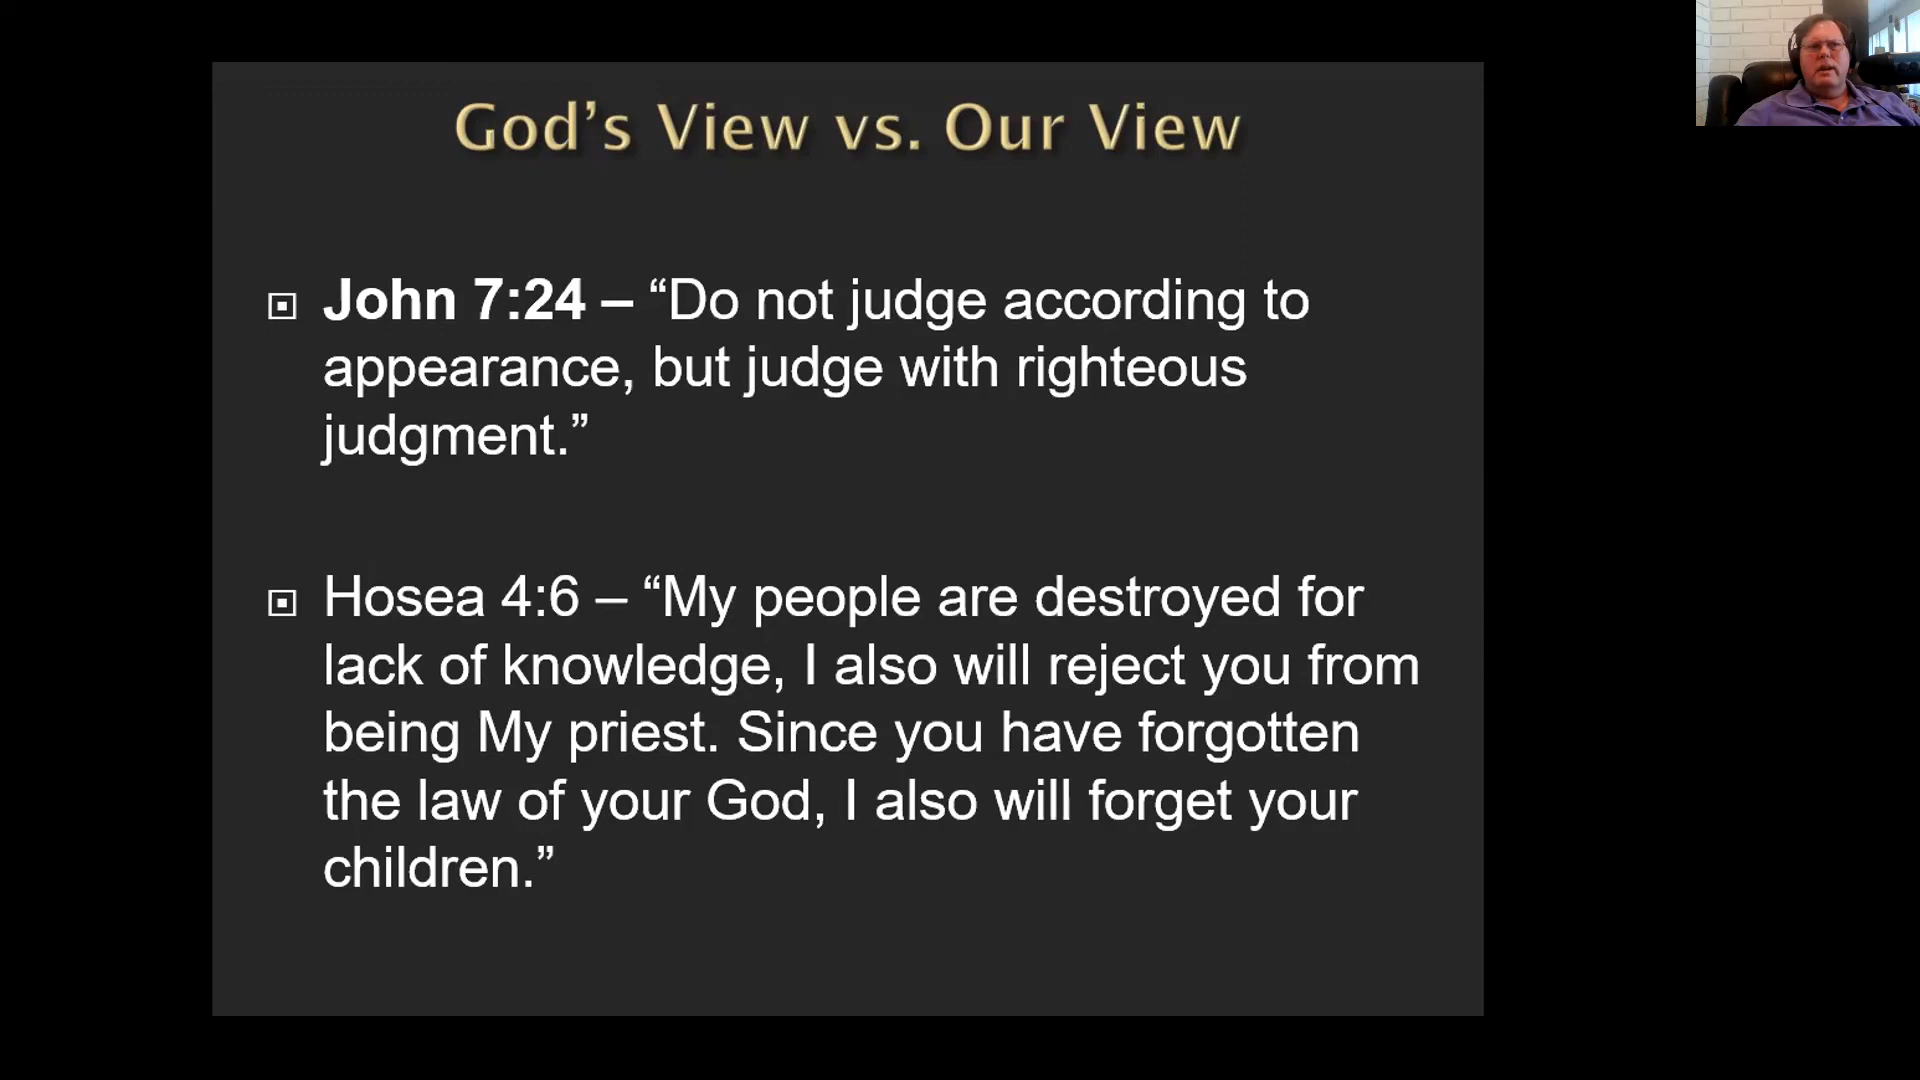 God’s View vs. Our View
John 7:24 – “Do not judge according to
appearance, but judge with righteous
judgment.”
Hosea 4:6 – “My people are destroyed for
lack of knowledge, I also will reject you from
being My priest. Since you have forgotten
the law of your God, I also will forget your
children.”